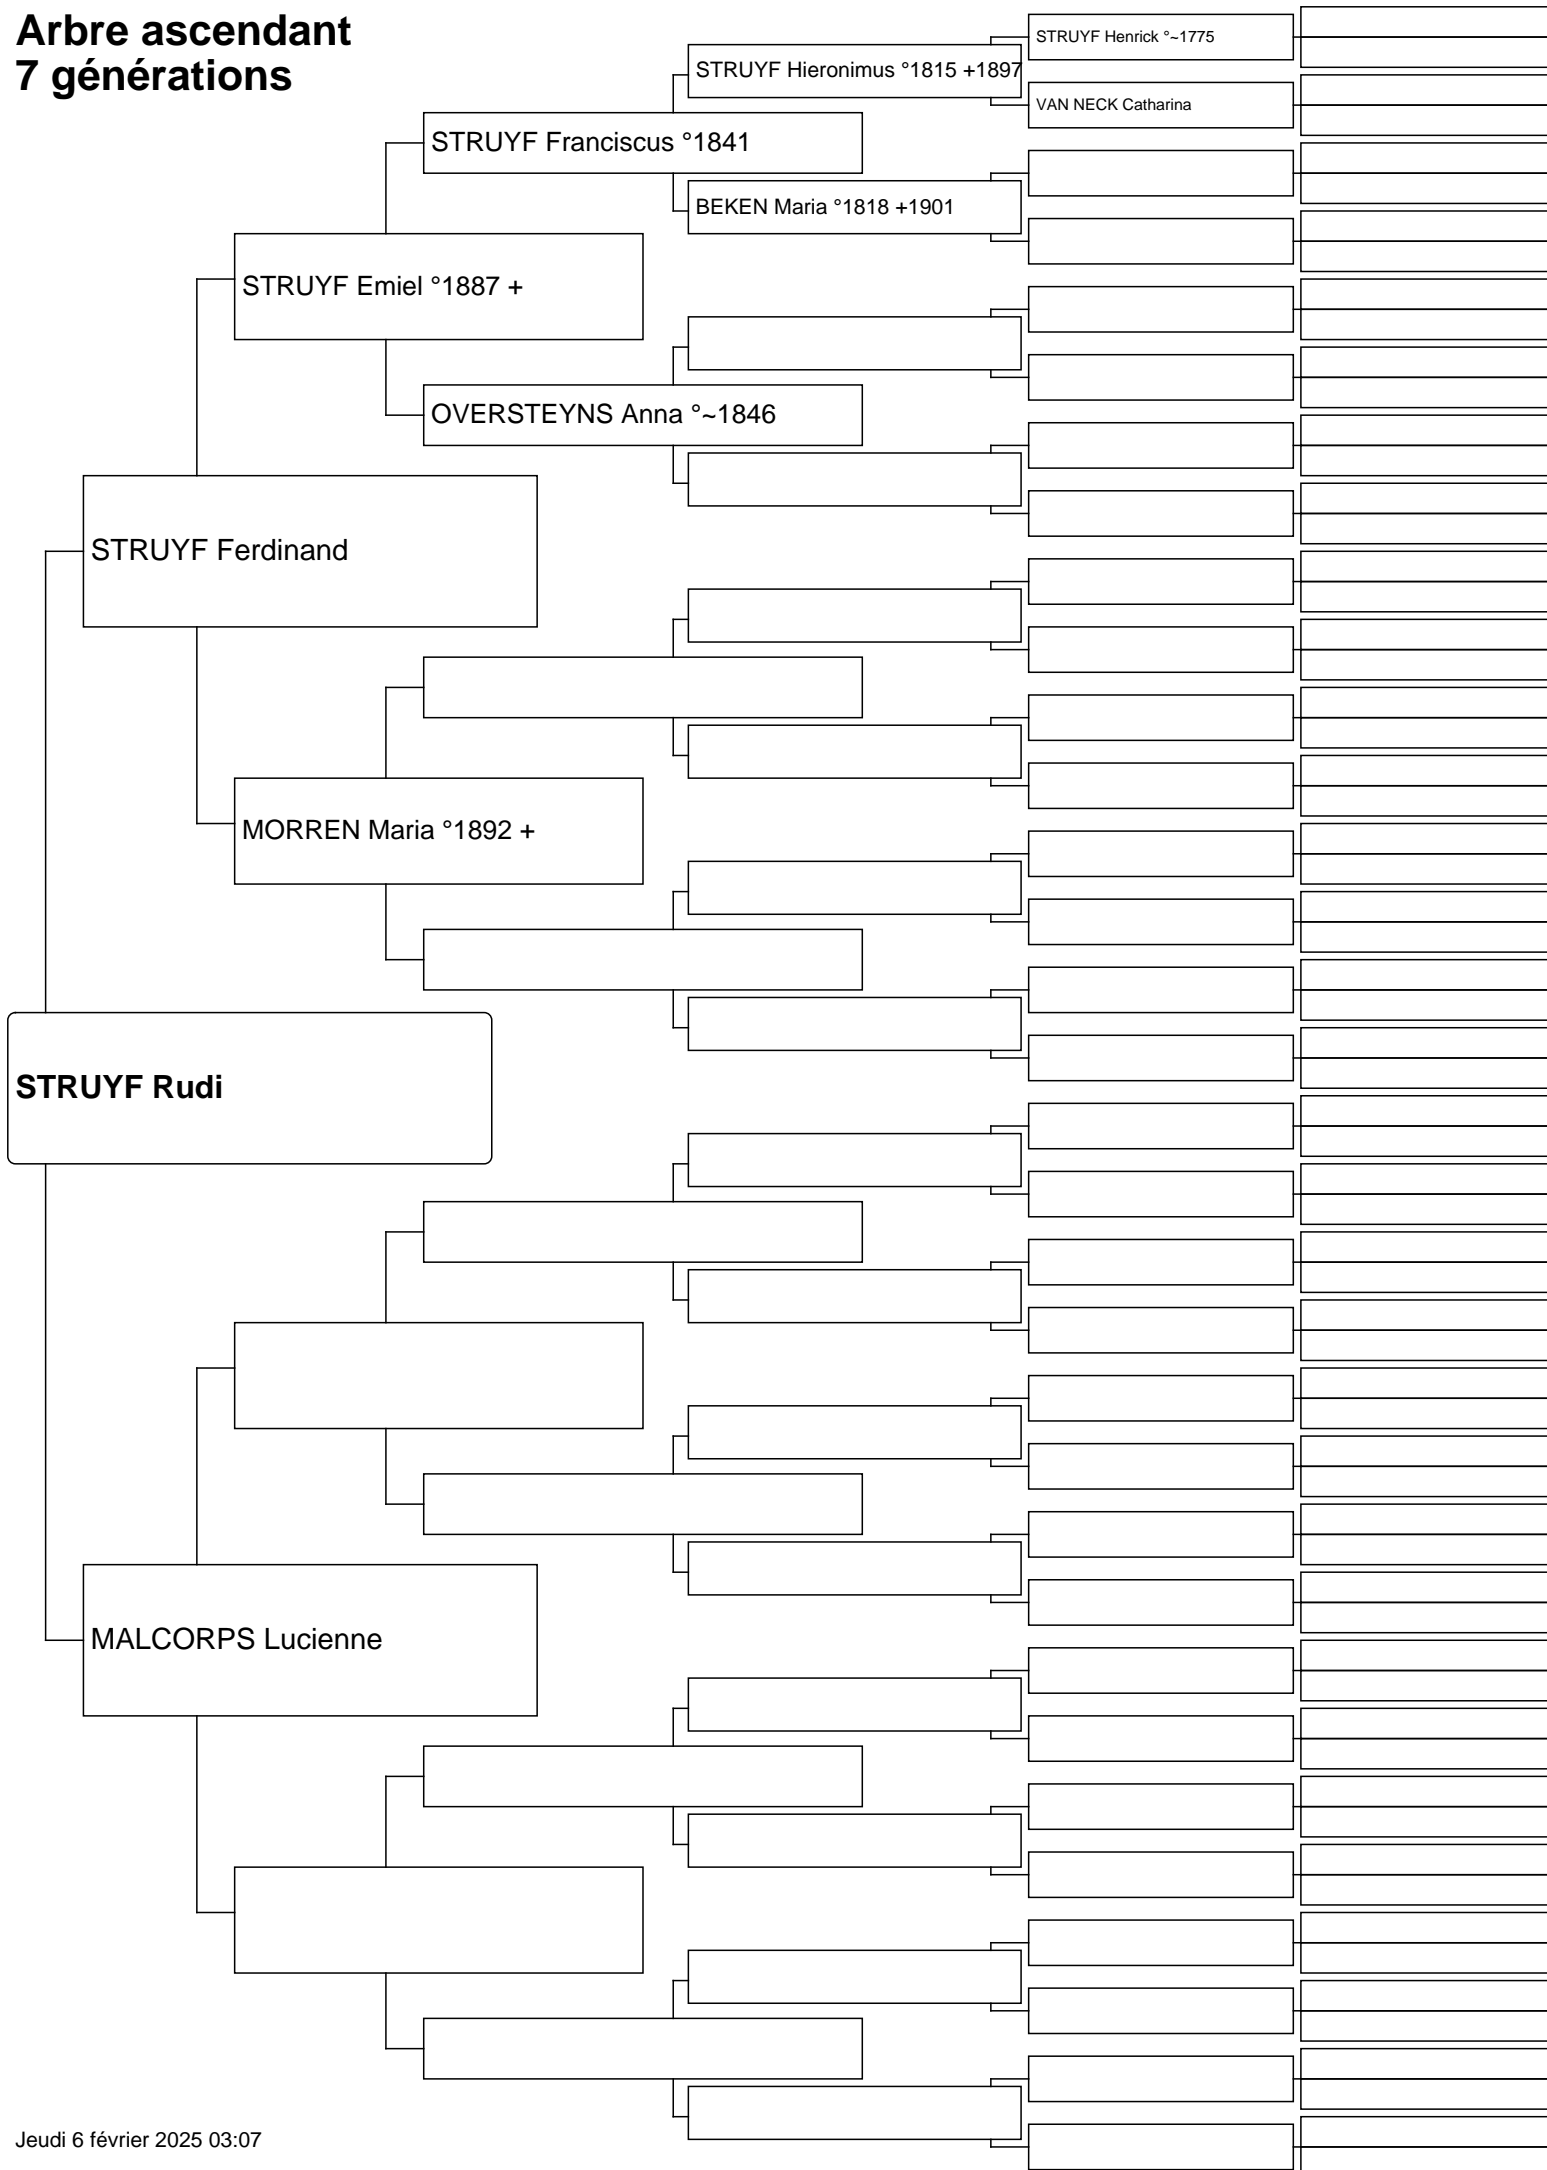 Arbre ascendant
7 générations
STRUYF Henrick °~1775
STRUYF Hieronimus °1815 +1897
VAN NECK Catharina
STRUYF Franciscus °1841
BEKEN Maria °1818 +1901
STRUYF Emiel °1887 +
OVERSTEYNS Anna °~1846
STRUYF Ferdinand
MORREN Maria °1892 +
STRUYF Rudi
MALCORPS Lucienne
Jeudi 6 février 2025 03:07